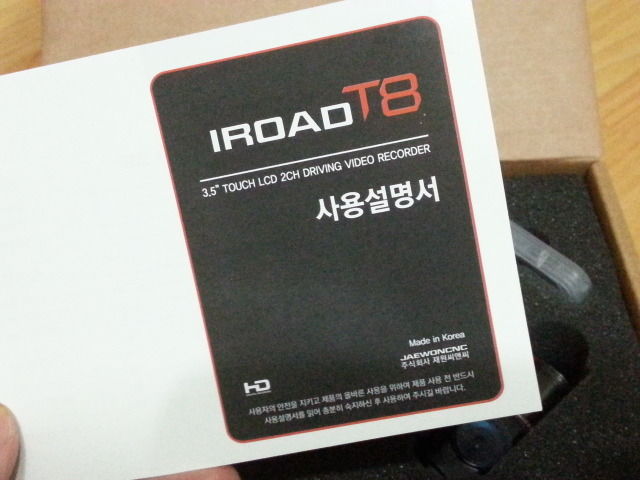 IROAD T8
3.5" TOUCH LCD 2CH DRIVING VIDEO RECORDER
사용설명서
Made in Korea
JAEWONCNC
주식회사 재원씨앤씨
HD
사용자의 안전을 지키고 제품의 올바른 사용을 위하여 제품 사용 전 반드시
사용설명서를 읽어 충분히 숙지하신 후 사용하여 주시길 바랍니다.